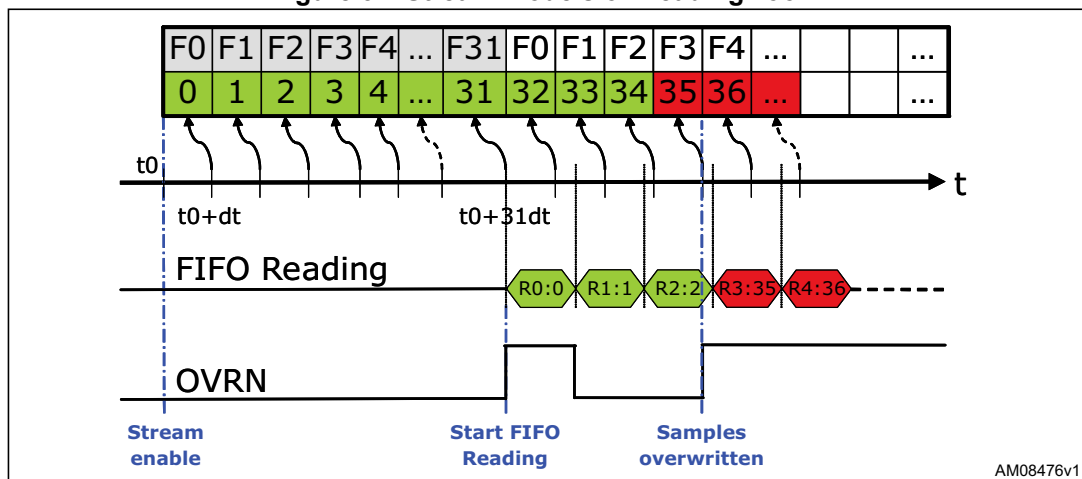 F0 F1 F2 F3 F4 ... F31 F0 F1 F2 F3 F4 ... ...
0 1 2 3 4 ... 31 32 33 34 35 36 ... ...
t0
t
t0+dt t0+31dt
FIFO Reading
R0:0 R1:1 R2:2 R3:35 R4:36
OVRN
Stream Start FIFO Samples
enable Reading overwritten
AM08476v1